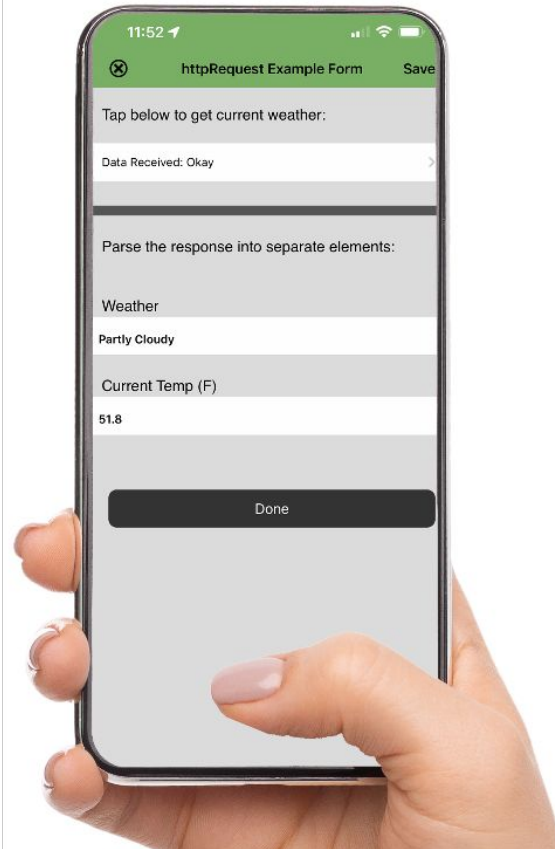 11:52
httpRequest Example Form
Save
Tap below to get current weather:
Data Received: Okay
Parse the response into separate elements:
Weather
Partly Cloudy
Current Temp (F)
51.8
Done